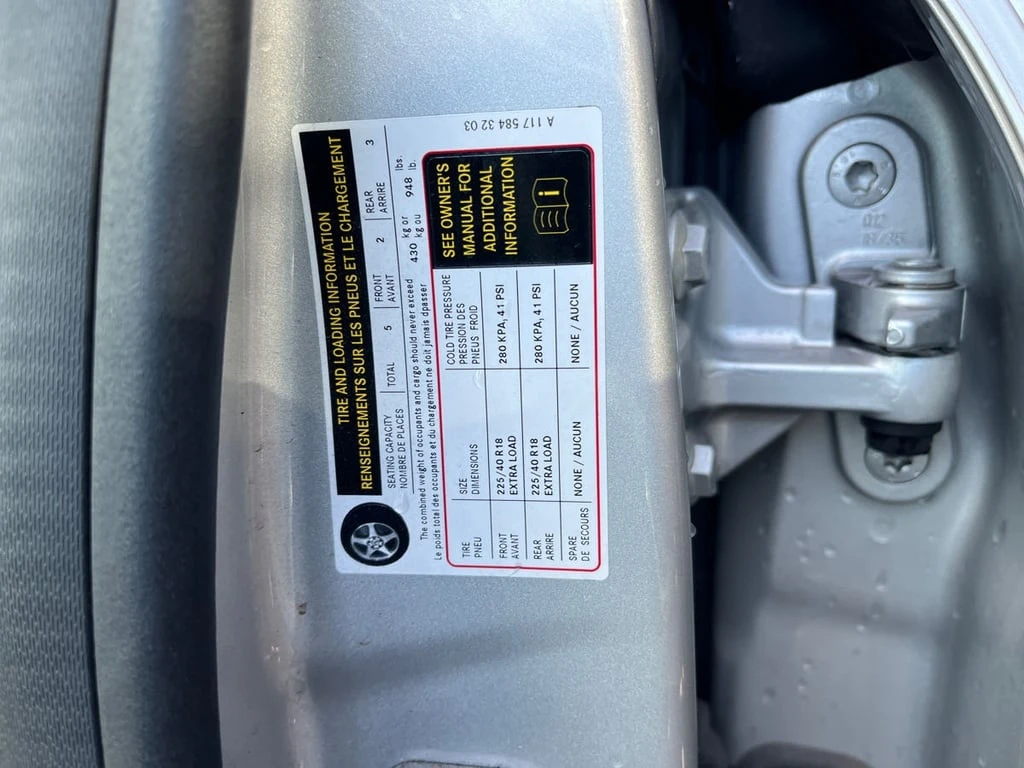 TIRE AND LOADING INFORMATION
RENSEIGNEMENTS SUR LES PNEUS ET LE CHARGEMENT
SEATING CAPACITY TOTAL 5 FRONT 2 REAR 3
NOMBRE DE PLACES AVANT ARRIRE
The combined weight of occupants and cargo should never exceed 430 kg or 948 lbs.
Le poids total des occupants et du chargement ne doit jamais dpasser kg ou lb.
TIRE SIZE COLD TIRE PRESSURE
PNEU DIMENSIONS PRESSION DES
PNEUS FROID
FRONT 225/40 R18 280 KPA, 41 PSI
AVANT EXTRA LOAD
REAR 225/40 R18 280 KPA, 41 PSI
ARRIRE EXTRA LOAD
SPARE NONE / AUCUN NONE / AUCUN
DE SECOURS
SEE OWNER'S
MANUAL FOR
ADDITIONAL
INFORMATION
i
A 117 584 32 03